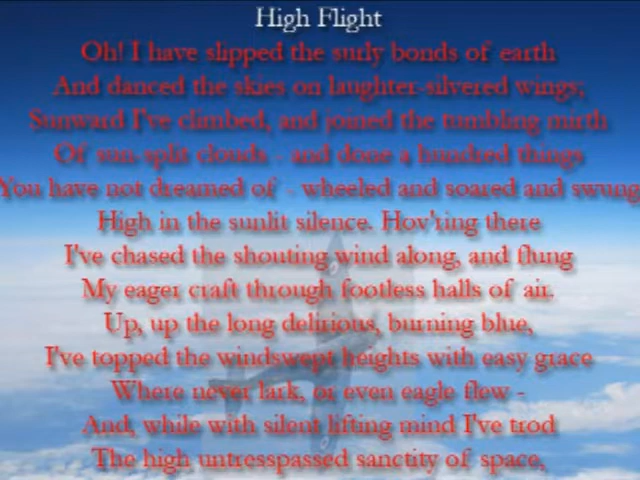 High Flight
Oh! I have slipped the surly bonds of earth
And danced the skies on laughter-silvered wings;
Sunward I've climbed, and joined the tumbling mirth
Of sun-split clouds - and done a hundred things
You have not dreamed of - wheeled and soared and swung
High in the sunlit silence. Hov'ring there
I've chased the shouting wind along, and flung
My eager craft through footless halls of air.
Up, up the long delirious, burning blue,
I've topped the windswept heights with easy grace
Where never lark, or even eagle flew -
And, while with silent lifting mind I've trod
The high untresspassed sanctity of space,